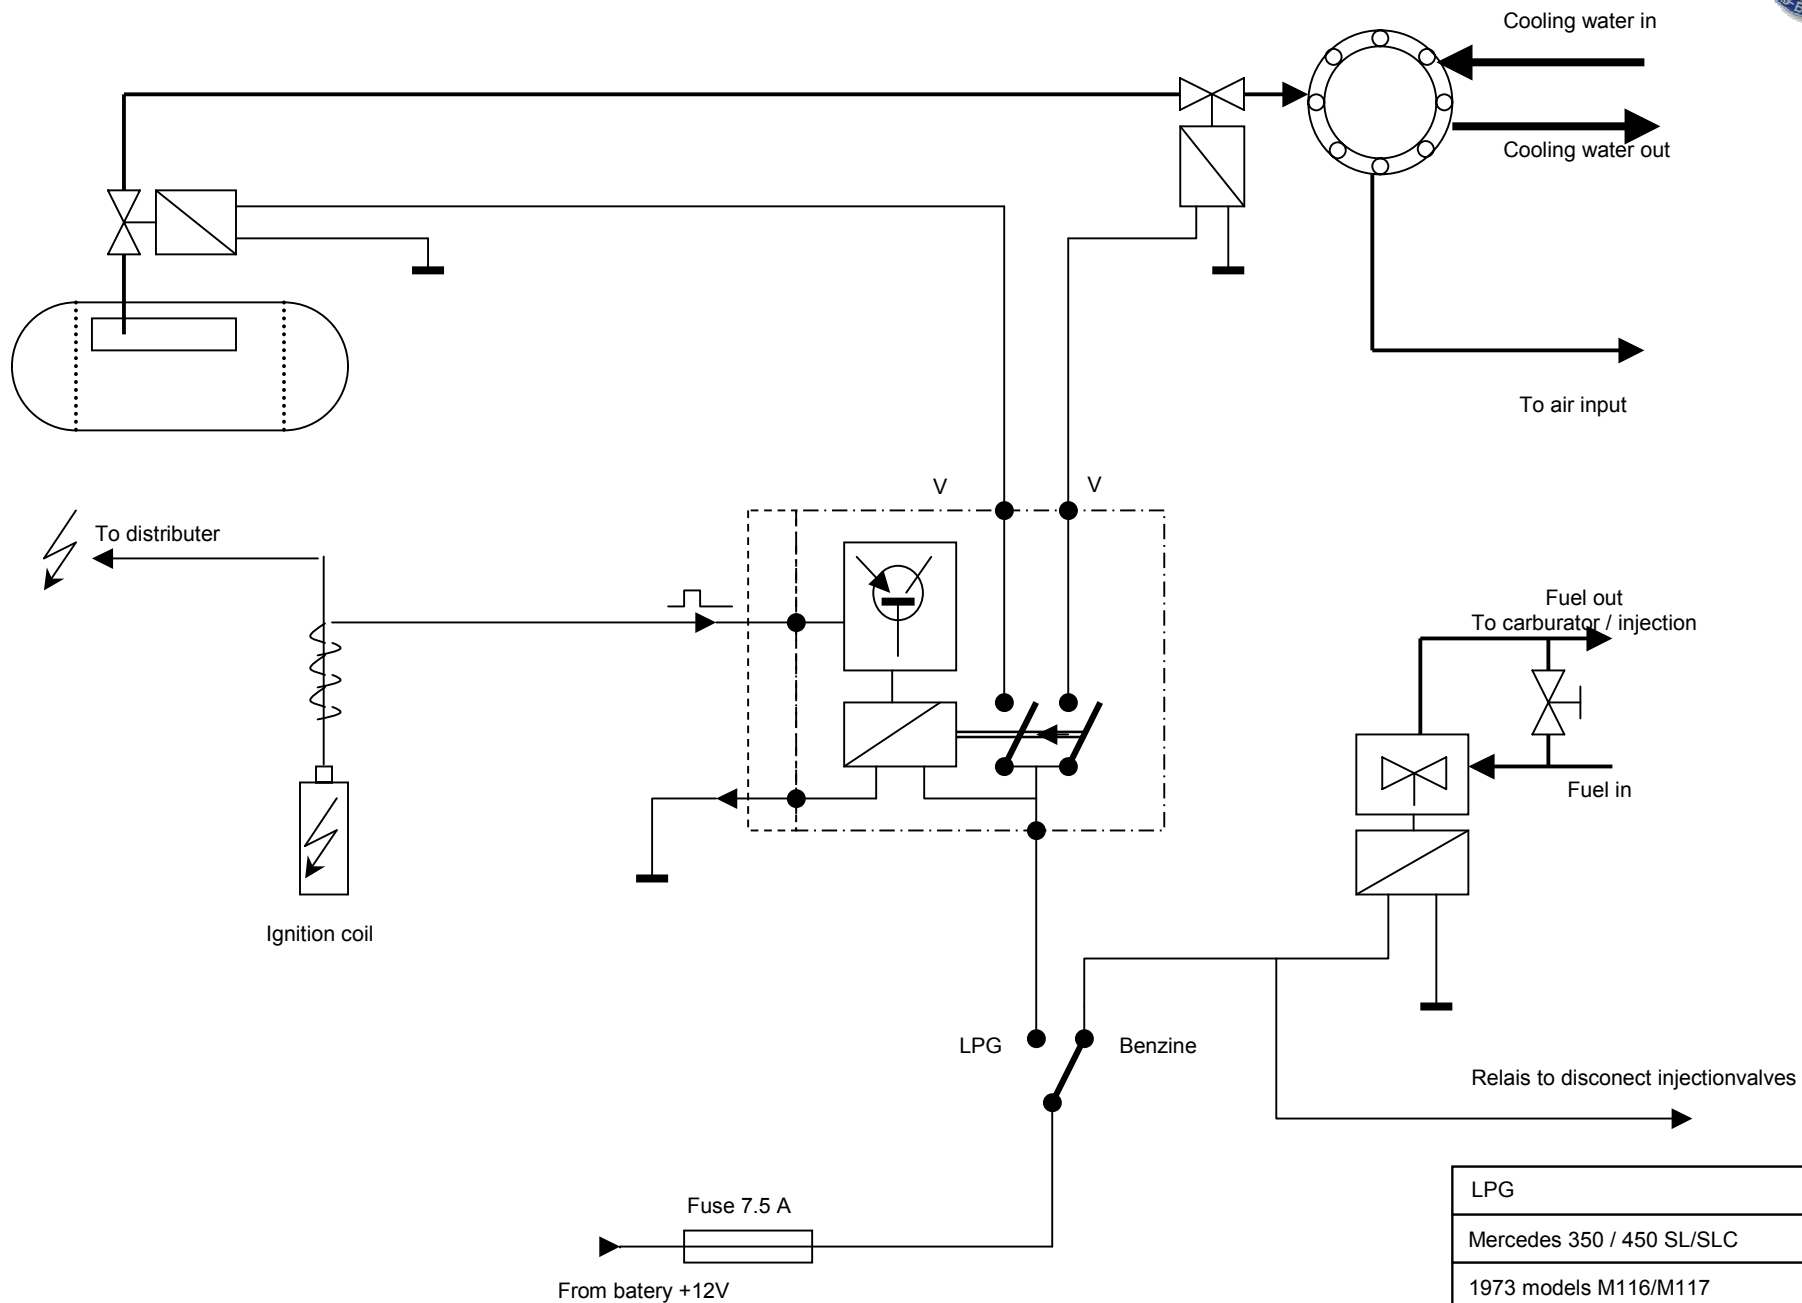 Cooling water in
Cooling water out
To air input
V
V
To distributer
Fuel out
To carburator / injection
Fuel in
Ignition coil
LPG
Benzine
Relais to disconect injectionvalves
Fuse 7.5 A
From batery +12V
LPG
Mercedes 350 / 450 SL/SLC
1973 models M116/M117